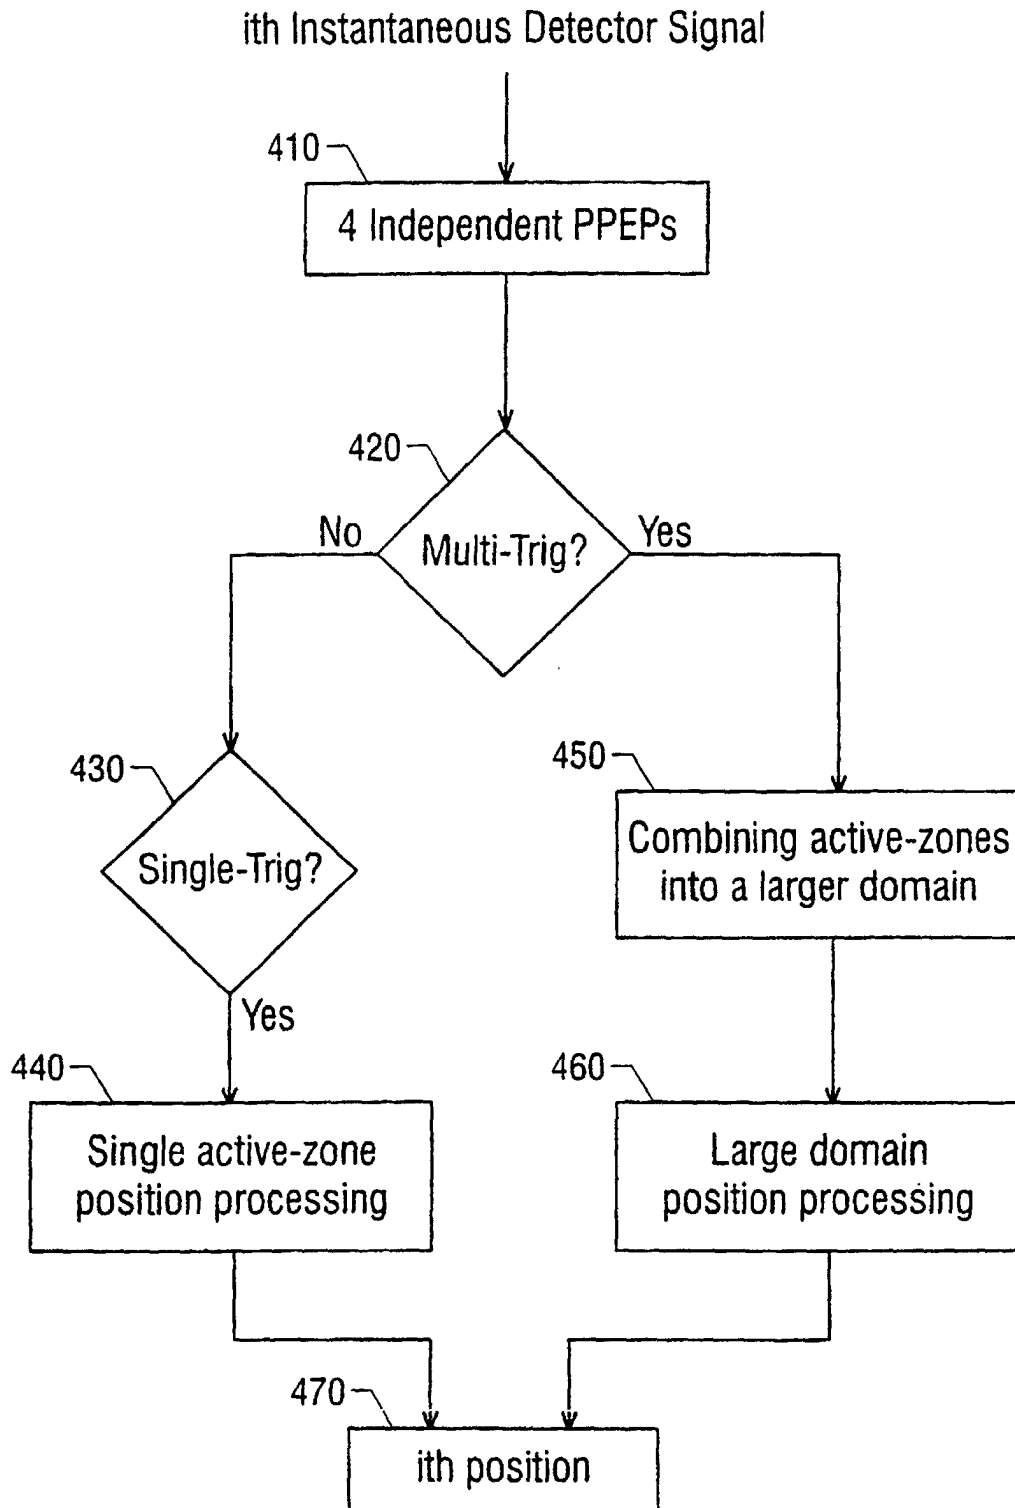 ith Instantaneous Detector Signal
410
4 Independent PPEPs
420
No
Multi-Trig?
Yes
430
Single-Trig?
Yes
450
Combining active-zones
into a larger domain
440
Single active-zone
position processing
460
Large domain
position processing
470
ith position